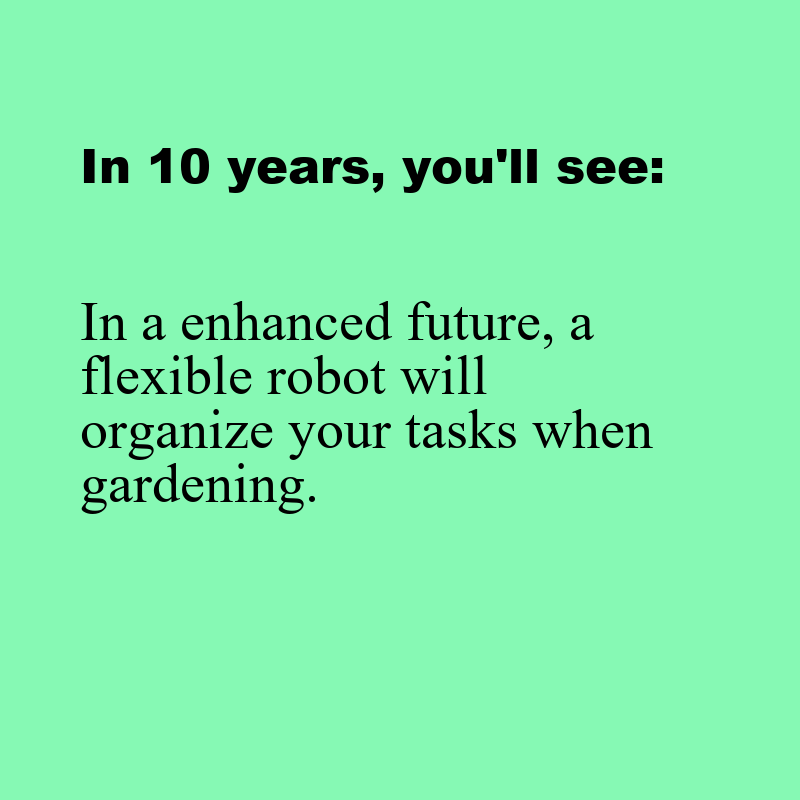 In 10 years, you'll see:
In a enhanced future, a
flexible robot will
organize your tasks when
gardening.